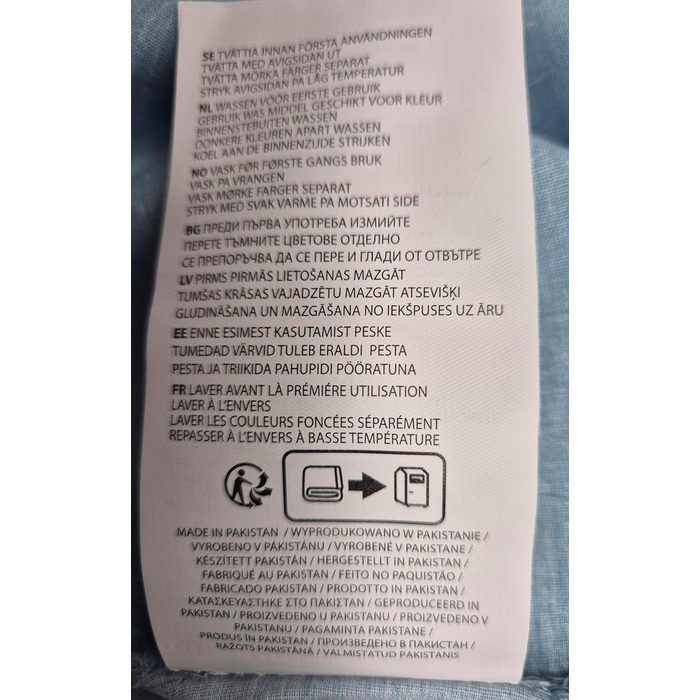 SE TVÄTTIA INNAN FÖRSTA ANVÄNDNINGEN
TVÄTTA MED AVIGSIDAN UT
TVÄTTA MÖRKA FÄRGER SEPARAT
STRYK AVIGSIDAN PÅ LÅG TEMPERATUR
NL WASSEN VÓÓR EERSTE GEBRUIK
GEBRUIK WAS MIDDEL GESCHIKT VOOR KLEUR
BINNENSTEBUITEN WASSEN
DONKERE KLEUREN APART WASSEN
KOEL AAN DE BINNENZIJDE STRIJKEN
NO VASK FØR FØRSTE GANGS BRUK
VASK PÅ VRANGEN
VASK MØRKE FARGER SEPARAT
STRYK MED SVAK VARME PÅ MOTSATI SIDE
BG ПРЕДИ ПЪРВА УПОТРЕБА ИЗМИЙТЕ
ПЕРЕТЕ ТЪМНИТЕ ЦВЕТОВЕ ОТДЕЛНО
СЕ ПРЕПОРЪЧВА ДА СЕ ПЕРЕ И ГЛАДИ ОТ ОТВЪТРЕ
LV PIRMS PIRMĀS LIETOŠANAS MAZGĀT
TUMŠAS KRĀSAS VAJADZĒTU MAZGĀT ATSEVIŠĶI
GLUDINĀŠANA UN MAZGĀŠANA NO IEKŠPUSES UZ ĀRU
EE ENNE ESIMEST KASUTAMIST PESKE
TUMEDAD VÄRVID TULEB ERALDI PESTA
PESTA JA TRIIKIDA PAHUPIDI PÖÖRATUNA
FR LAVER AVANT LÀ PRÉMIÉRE UTILISATION
LAVER À L'ENVERS
LAVER LES COULEURS FONCÉES SÉPARÉMENT
REPASSER À L'ENVERS À BASSE TEMPÉRATURE
MADE IN PAKISTAN / WYPRODUKOWANO W PAKISTANIE /
VYROBENO V PÁKISTÁNU / VYROBENÉ V PAKISTANE /
KÉSZÍTETT PAKISTÁN / HERGESTELLT IN PAKISTAN /
FABRIQUÉ AU PAKISTAN / FEITO NO PAQUISTÃO /
FABRICADO PAKISTAN / PRODOTTO IN PAKISTAN /
ΚΑΤΑΣΚΕΥΑΣΤΗΚΕ ΣΤΟ ΠΑΚΙΣΤΑΝ / GEPRODUCEERD IN
PAKISTAN / PROIZVEDENO U PAKISTANU / PROIZVEDENO V
PAKISTANU / PAGAMINTA PAKISTANE /
PRODUS ÎN PAKISTAN / ПРОИЗВЕДЕНО В ПАКИСТАН /
RAŽOTS PAKISTĀNĀ / VALMISTATUD PAKISTANIS